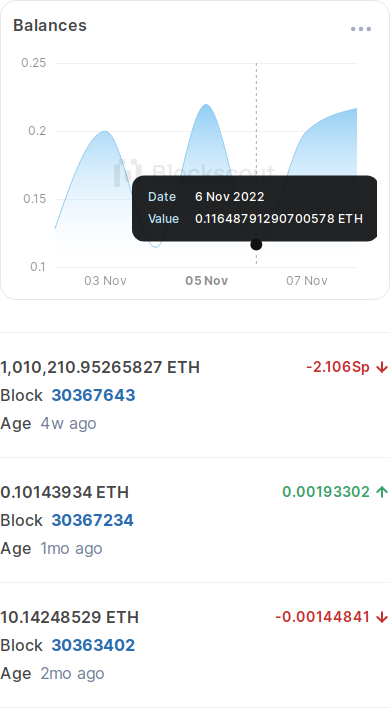 Balances
0.25
0.2
Blockscout
Date 6 Nov 2022
0.15
Value 0.11648791290700578 ETH
0.1
03 Nov 05 Nov 07 Nov
1,010,210.95265827 ETH -2.106Sp
Block 30367643
Age 4w ago
0.10143934 ETH 0.00193302
Block 30367234
Age 1mo ago
10.14248529 ETH -0.00144841
Block 30363402
Age 2mo ago